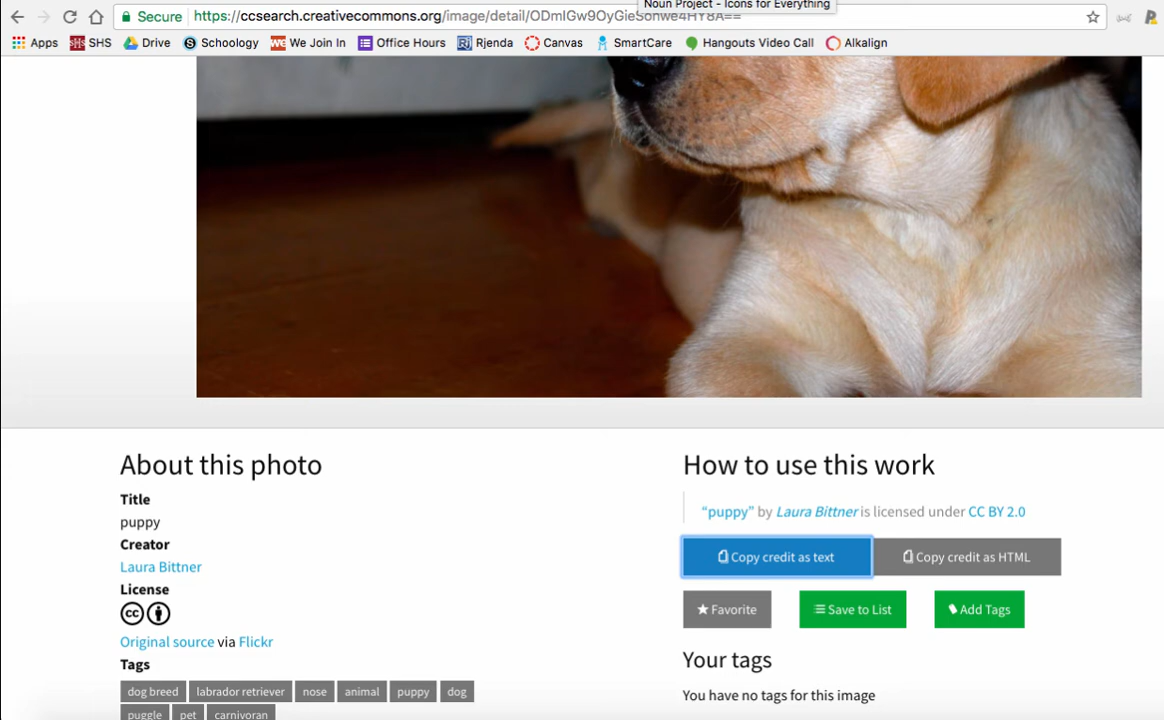 Noun Project - Icons for Everything
Secure https://ccsearch.creativecommons.org/image/detail/
Apps SHS Drive Schoology We Join In Office Hours Rjenda Canvas SmartCare Hangouts Video Call Alkalign
About this photo
Title
puppy
Creator
Laura Bittner
License
Original source via Flickr
Tags
dog breed labrador retriever nose animal puppy dog
puggle pet carnivoran
How to use this work
“puppy” by Laura Bittner is licensed under CC BY 2.0
Copy credit as text Copy credit as HTML
Favorite Save to List Add Tags
Your tags
You have no tags for this image